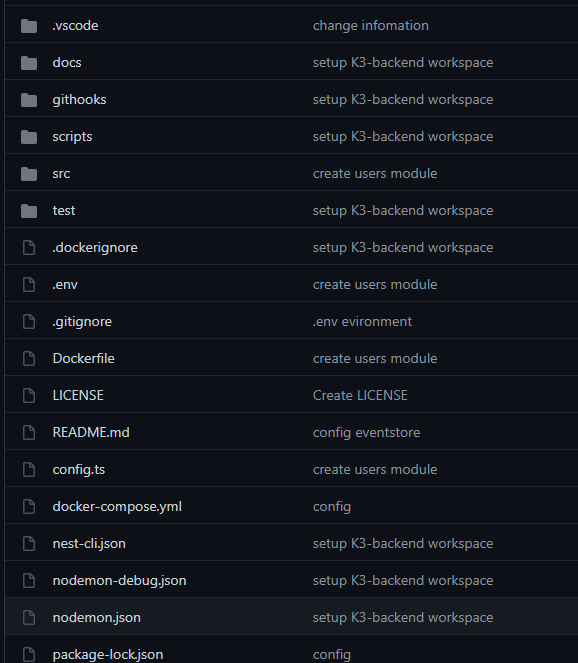 .vscode change infomation
docs setup K3-backend workspace
githooks setup K3-backend workspace
scripts setup K3-backend workspace
src create users module
test setup K3-backend workspace
.dockerignore setup K3-backend workspace
.env create users module
.gitignore .env evironment
Dockerfile create users module
LICENSE Create LICENSE
README.md config eventstore
config.ts create users module
docker-compose.yml config
nest-cli.json setup K3-backend workspace
nodemon-debug.json setup K3-backend workspace
nodemon.json setup K3-backend workspace
package-lock.json config